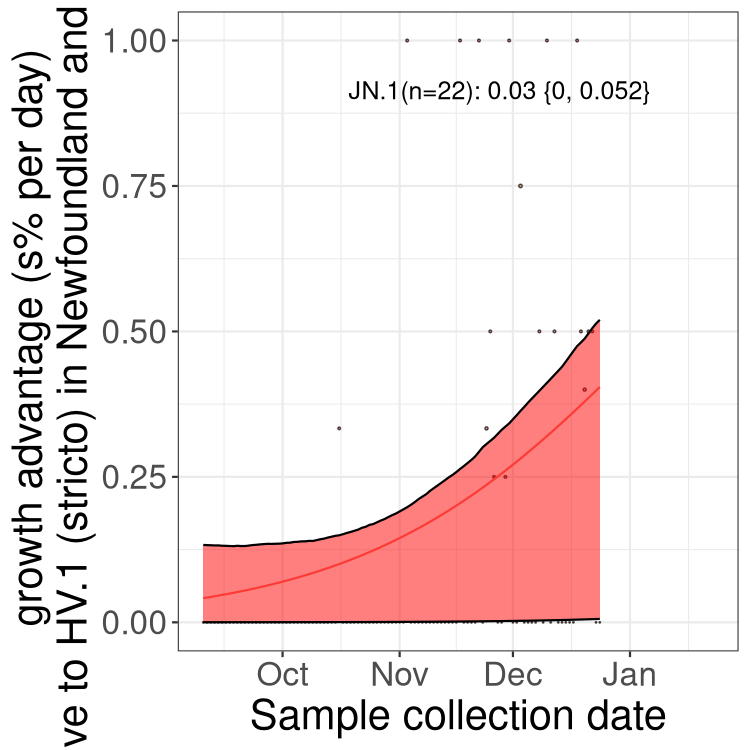 growth advantage (s% per day)
ve to HV.1 (stricto) in Newfoundland and
1.00
0.75
0.50
0.25
0.00
JN.1(n=22): 0.03 {0, 0.052}
Oct Nov Dec Jan
Sample collection date